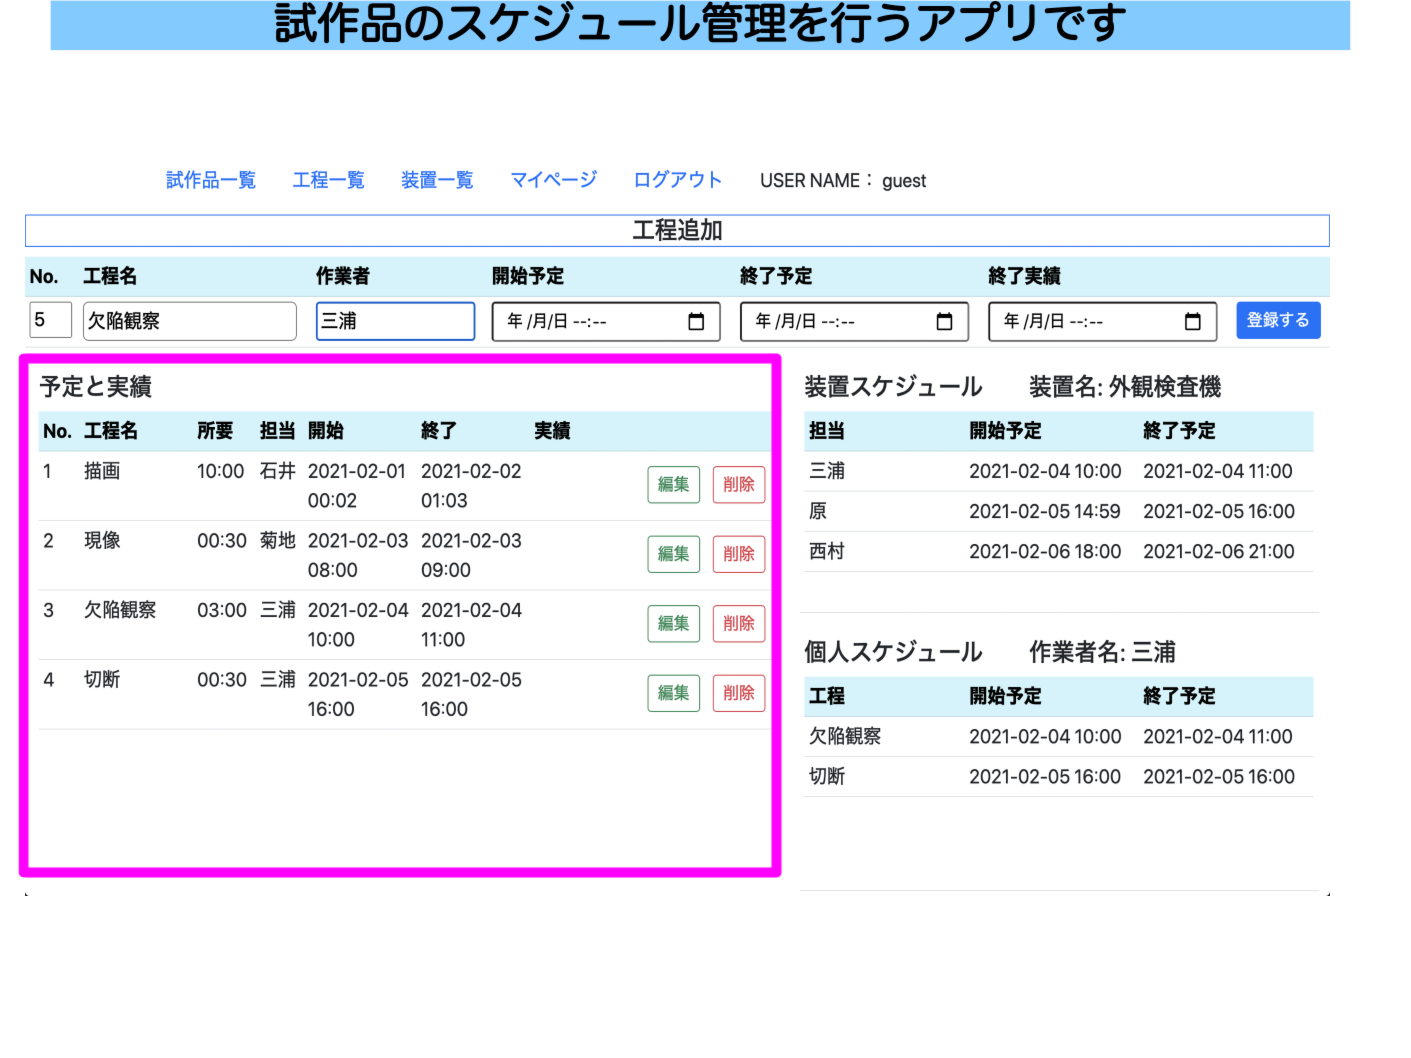 試作品のスケジュール管理を行うアプリです
試作品一覧 工程一覧 装置一覧 マイページ ログアウト USER NAME： guest
工程追加
No. 工程名 作業者 開始予定 終了予定 終了実績
5 欠陥観察 三浦 年 /月/日 --:-- 年 /月/日 --:-- 年 /月/日 --:-- 登録する
予定と実績
No. 工程名 所要 担当 開始 終了 実績
1 描画 10:00 石井 2021-02-01 2021-02-02 編集 削除
00:02 01:03
2 現像 00:30 菊地 2021-02-03 2021-02-03 編集 削除
08:00 09:00
3 欠陥観察 03:00 三浦 2021-02-04 2021-02-04 編集 削除
10:00 11:00
4 切断 00:30 三浦 2021-02-05 2021-02-05 編集 削除
16:00 16:00
装置スケジュール 装置名: 外観検査機
担当 開始予定 終了予定
三浦 2021-02-04 10:00 2021-02-04 11:00
原 2021-02-05 14:59 2021-02-05 16:00
西村 2021-02-06 18:00 2021-02-06 21:00
個人スケジュール 作業者名: 三浦
工程 開始予定 終了予定
欠陥観察 2021-02-04 10:00 2021-02-04 11:00
切断 2021-02-05 16:00 2021-02-05 16:00